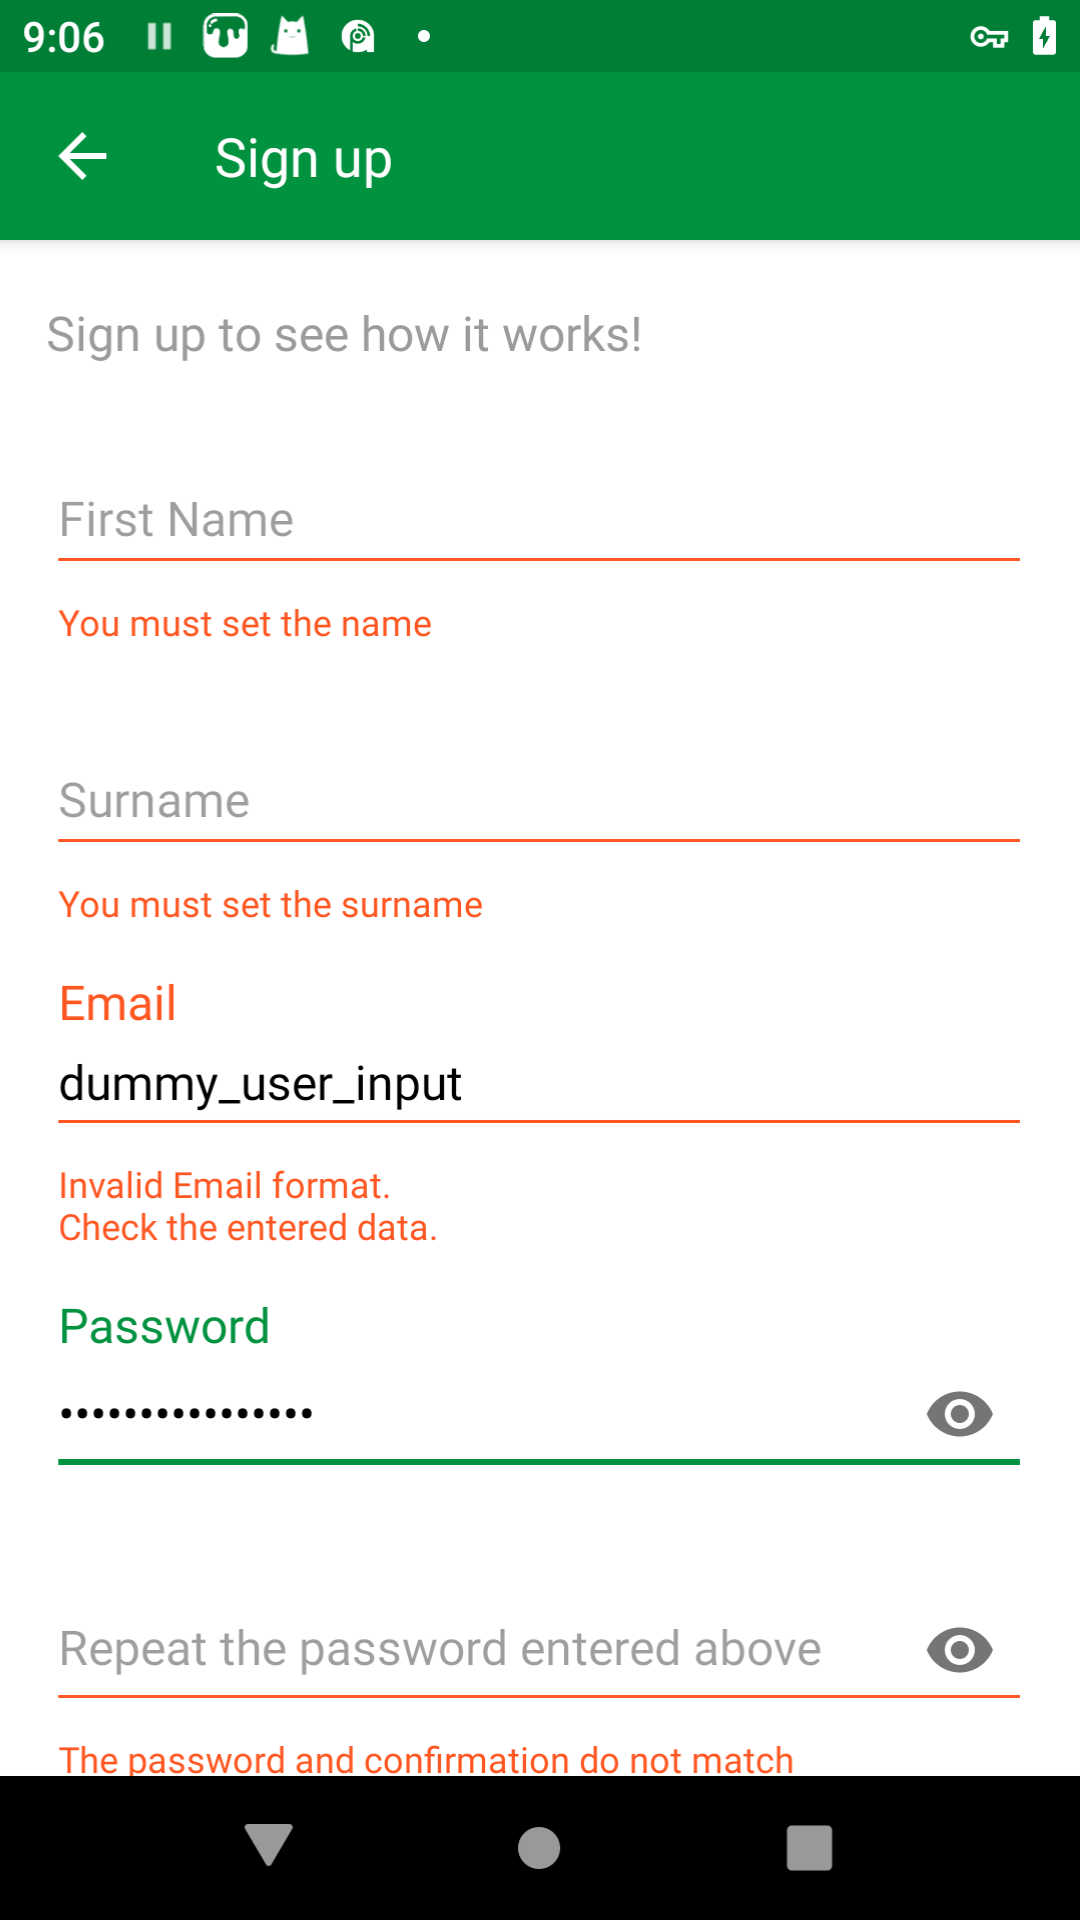 9:06
Sign up
Sign up to see how it works!
First Name
You must set the name
Surname
You must set the surname
Email
dummy_user_input
Invalid Email format.
Check the entered data.
Password
••••••••••••••••
Repeat the password entered above
The password and confirmation do not match